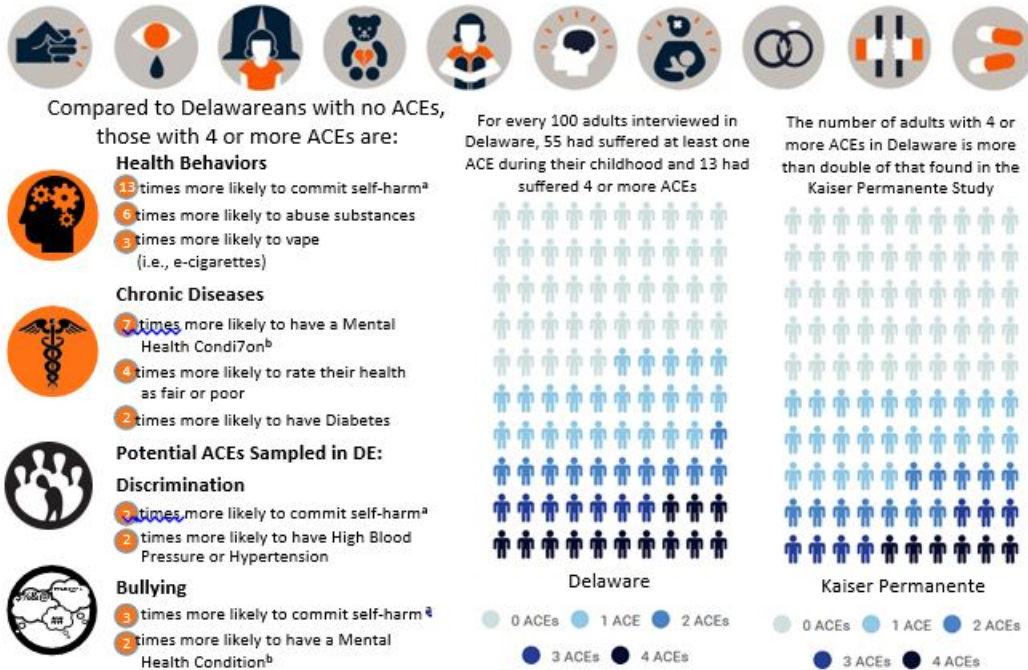 Compared to Delawareans with no ACEs,
those with 4 or more ACEs are:
Health Behaviors
13 times more likely to commit self-harmᵃ
6 times more likely to abuse substances
3 times more likely to vape
(i.e., e-cigarettes)
Chronic Diseases
7 times more likely to have a Mental
Health Condi7onᵇ
4 times more likely to rate their health
as fair or poor
2 times more likely to have Diabetes
Potential ACEs Sampled in DE:
Discrimination
times more likely to commit self-harmᵃ
2 times more likely to have High Blood
Pressure or Hypertension
Bullying
3 times more likely to commit self-harm ᵃ
2 times more likely to have a Mental
Health Conditionᵇ
For every 100 adults interviewed in
Delaware, 55 had suffered at least one
ACE during their childhood and 13 had
suffered 4 or more ACEs
Delaware
0 ACEs 1 ACE 2 ACEs
3 ACEs 4 ACEs
The number of adults with 4 or
more ACEs in Delaware is more
than double of that found in the
Kaiser Permanente Study
Kaiser Permanente
0 ACEs 1 ACE 2 ACEs
3 ACEs 4 ACEs